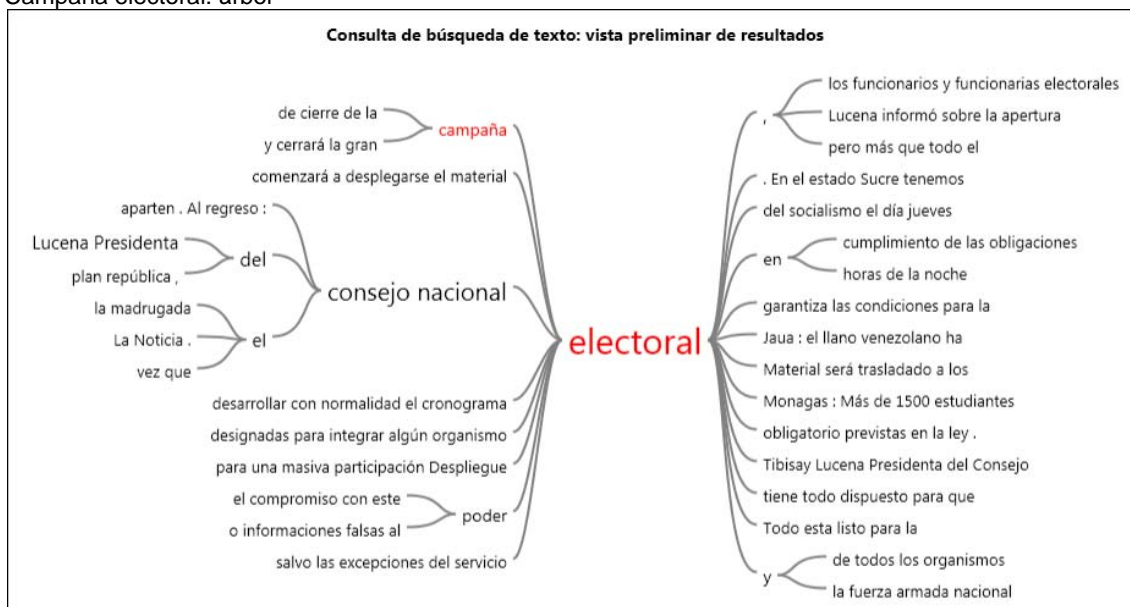 Campaña electoral: árbol
Consulta de búsqueda de texto: vista preliminar de resultados
de cierre de la
y cerrará la gran
campaña
comenzará a desplegarse el material
aparten . Al regreso :
Lucena Presidenta
plan república ,
del
la madrugada
La Noticia .
vez que
el
consejo nacional
desarrollar con normalidad el cronograma
designadas para integrar algún organismo
para una masiva participación Despliegue
el compromiso con este
o informaciones falsas al
poder
salvo las excepciones del servicio
electoral
,
los funcionarios y funcionarias electorales
Lucena informó sobre la apertura
pero más que todo el
. En el estado Sucre tenemos
del socialismo el día jueves
en
cumplimiento de las obligaciones
horas de la noche
garantiza las condiciones para la
Jaua : el llano venezolano ha
Material será trasladado a los
Monagas : Más de 1500 estudiantes
obligatorio previstas en la ley .
Tibisay Lucena Presidenta del Consejo
tiene todo dispuesto para que
Todo esta listo para la
y
de todos los organismos
la fuerza armada nacional